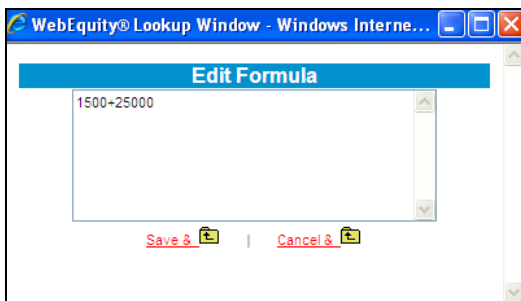 WebEquity® Lookup Window - Windows Interne...
Edit Formula
1500+25000
Save & | Cancel &